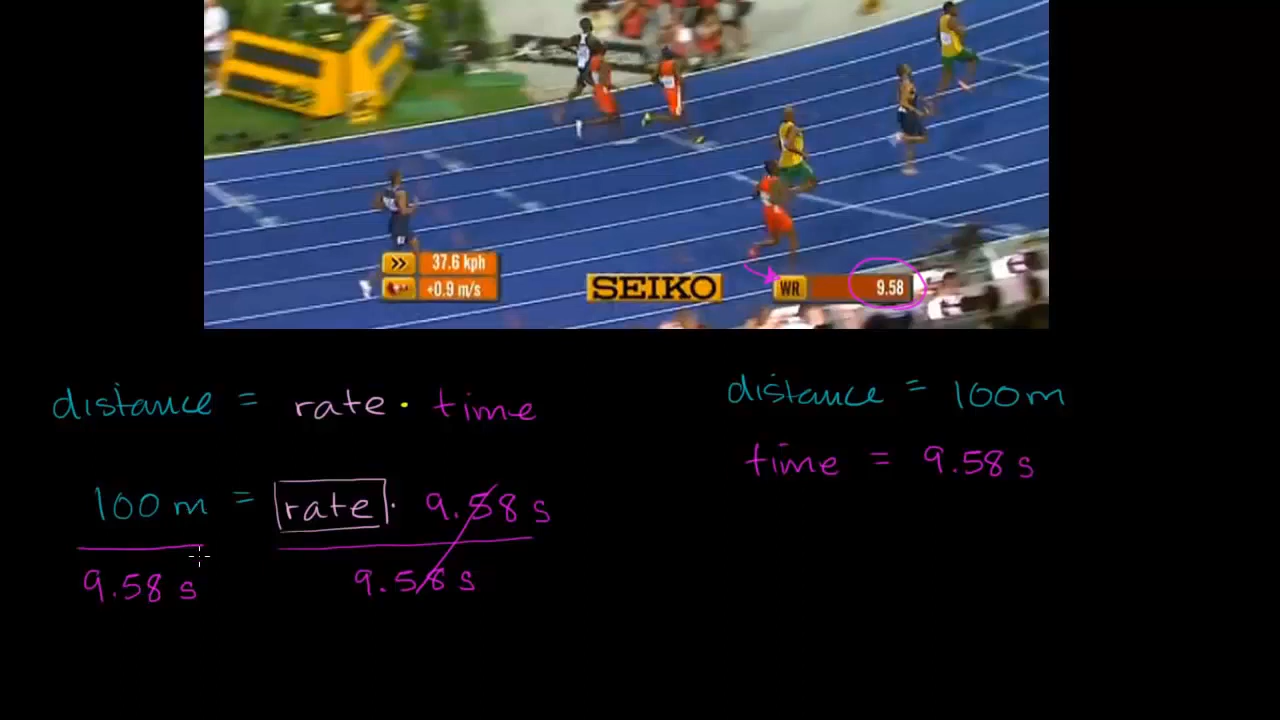 37.6 kph
+0.9 m/s
SEIKO
WR 9.58
distance = rate · time
distance = 100 m
time = 9.58 s
100 m = rate · 9.58 s
9.58 s 9.58 s